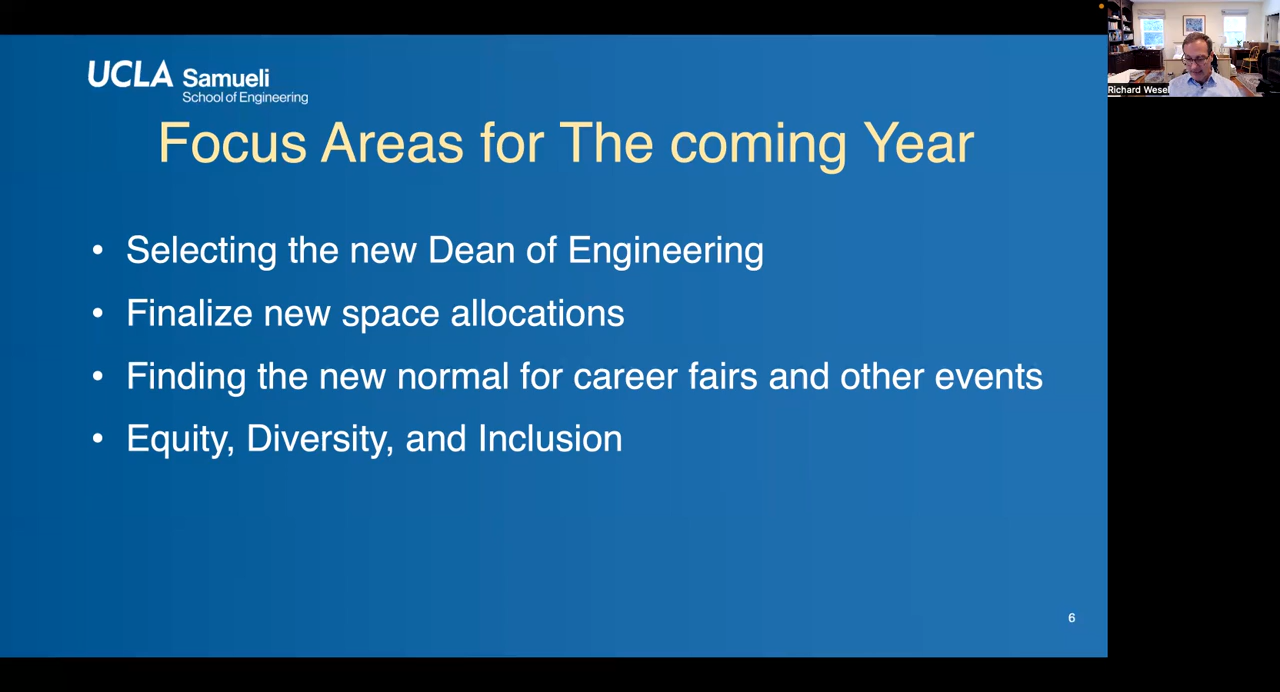 UCLA Samueli
School of Engineering
Focus Areas for The coming Year
• Selecting the new Dean of Engineering
• Finalize new space allocations
• Finding the new normal for career fairs and other events
• Equity, Diversity, and Inclusion
6
Richard Wesel